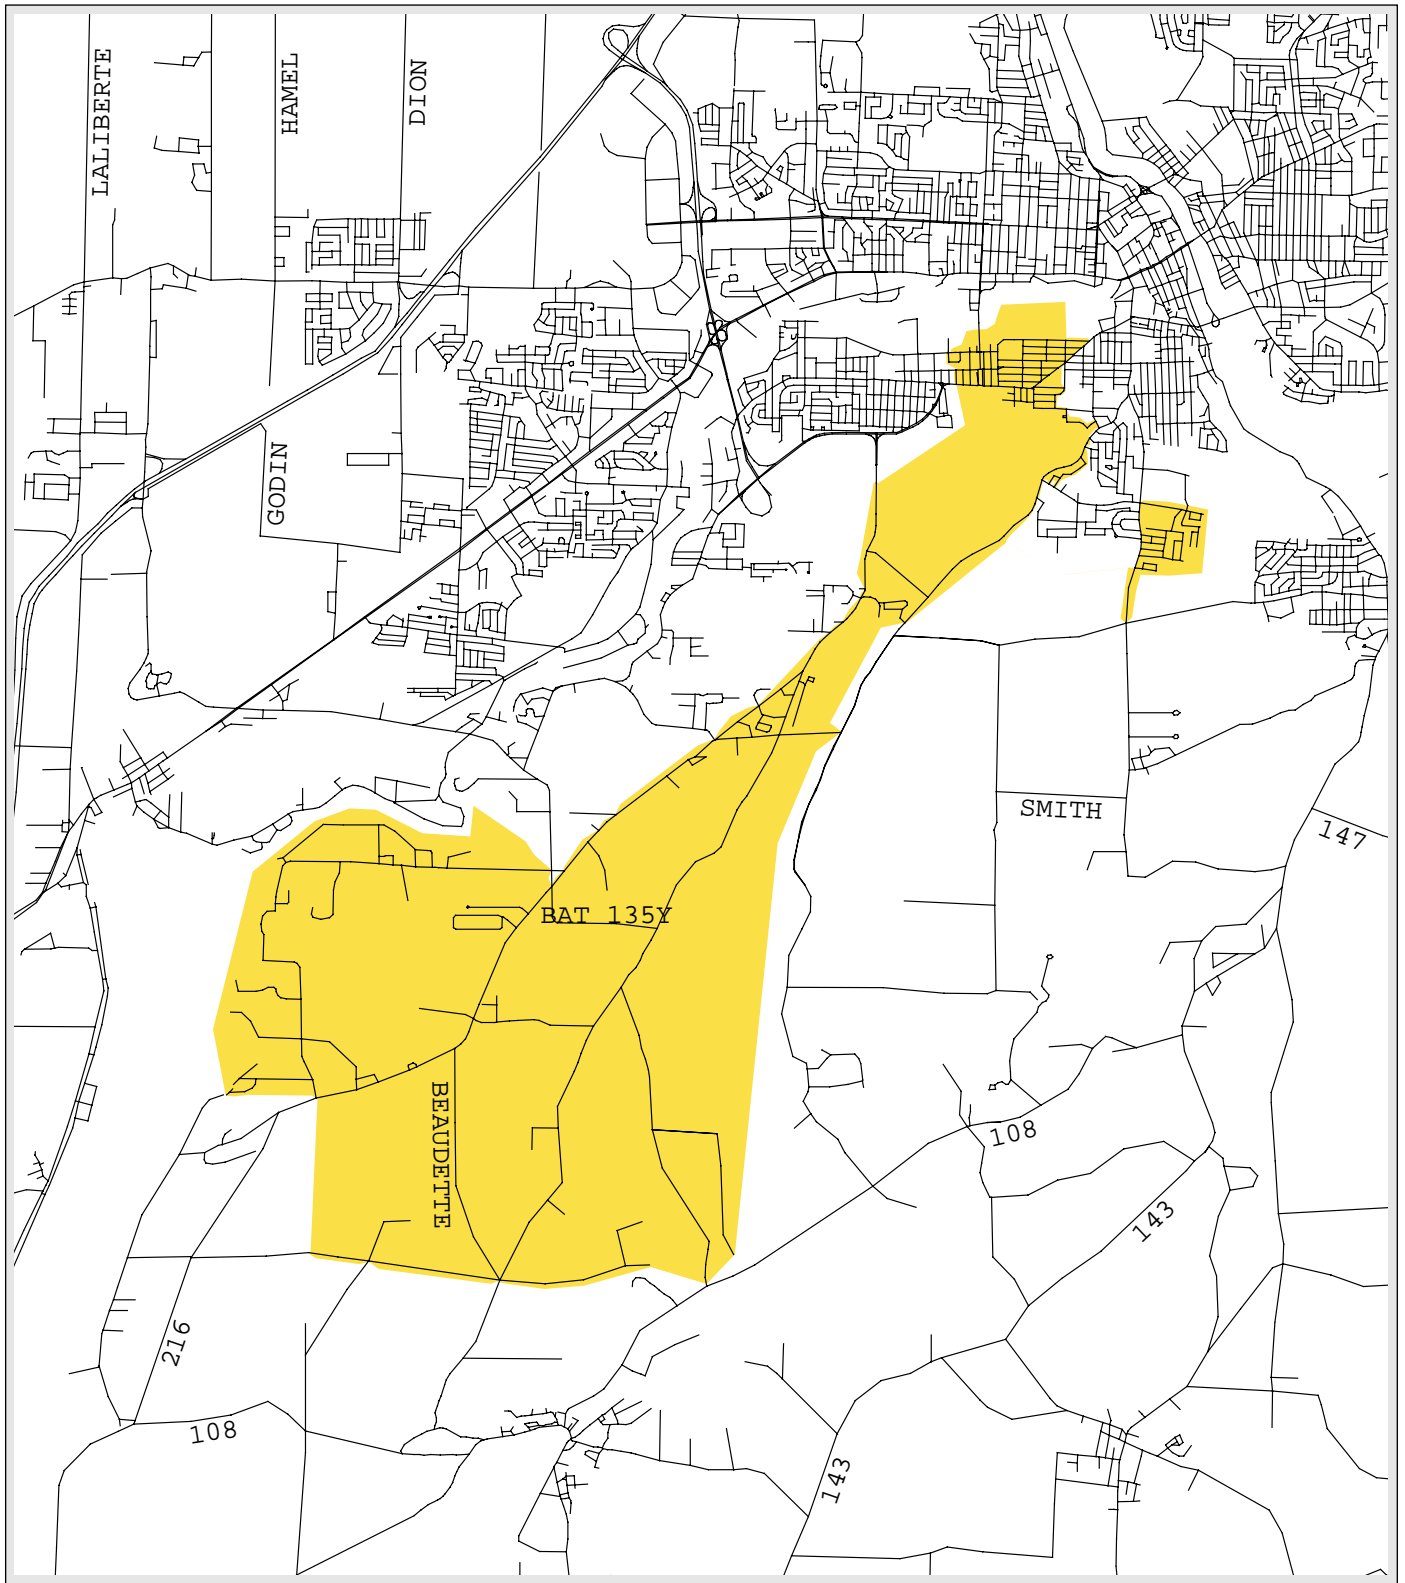 LALIBERTE
HAMEL
DION
GODIN
SMITH
147
BAT 135Y
BEAUDETTE
108
143
216
108
143